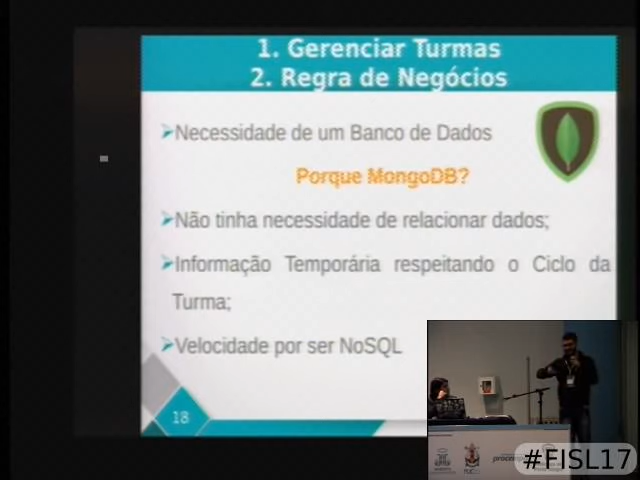 1. Gerenciar Turmas
2. Regra de Negócios
Necessidade de um Banco de Dados
Porque MongoDB?
Não tinha necessidade de relacionar dados;
Informação Temporária respeitando o Ciclo da
Turma;
Velocidade por ser NoSQL
18
#FISL17